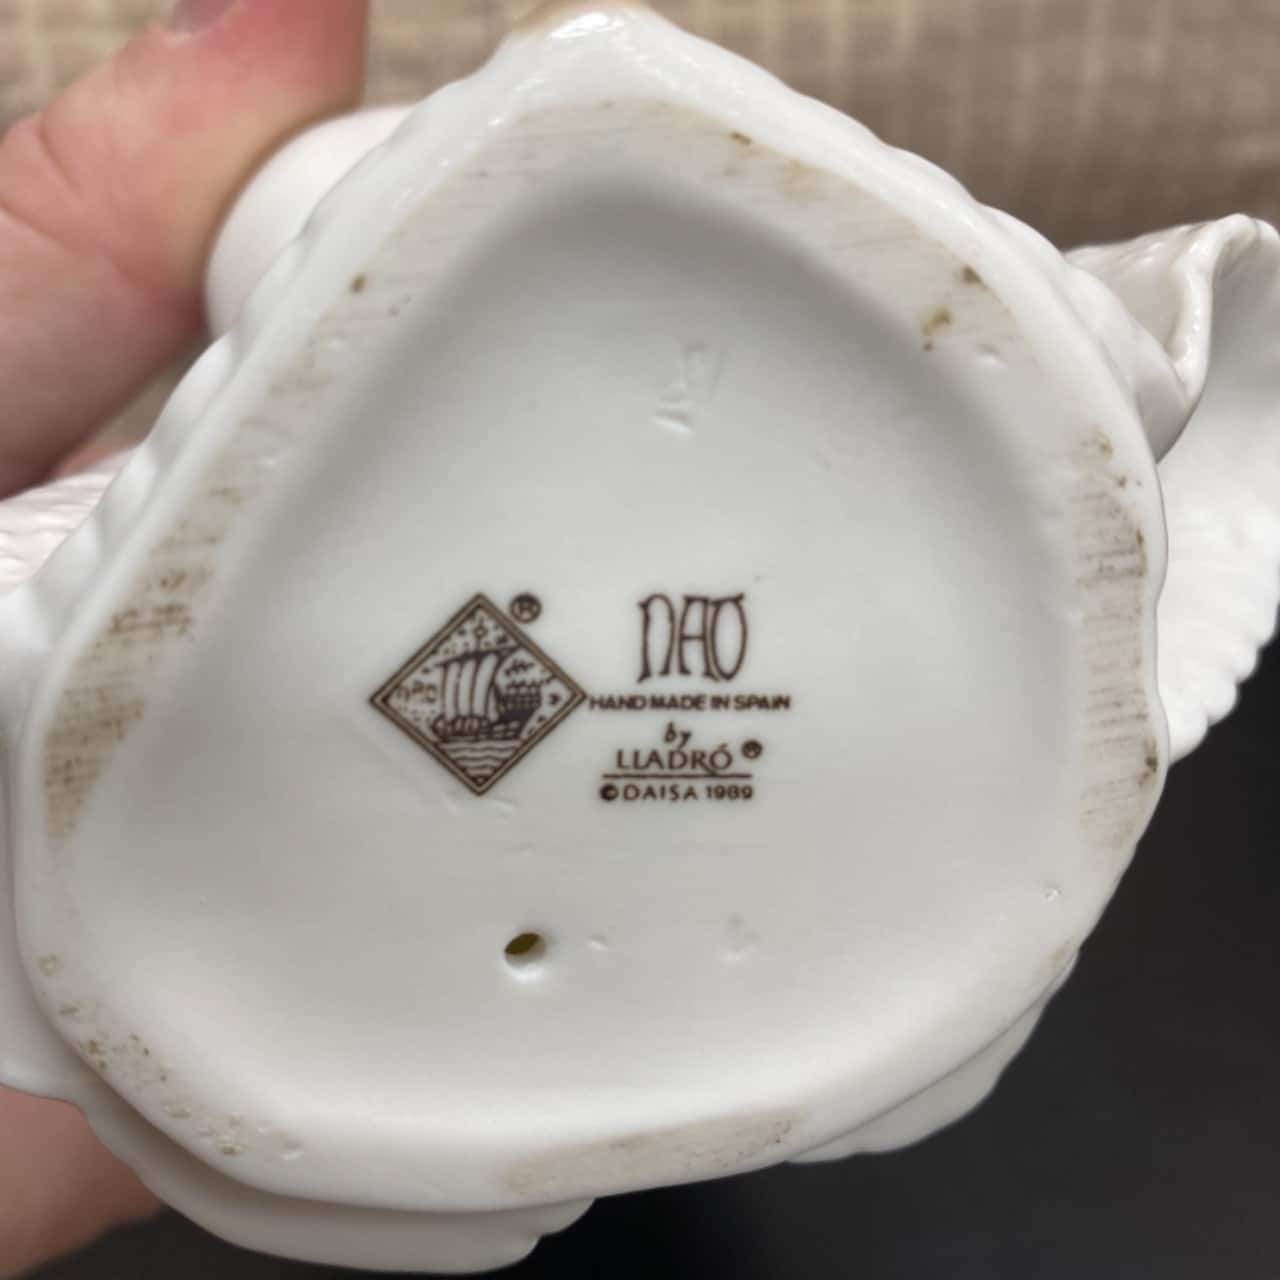 ®
NAO
HAND MADE IN SPAIN
by
LLADRÓ ®
© DAISA 1989